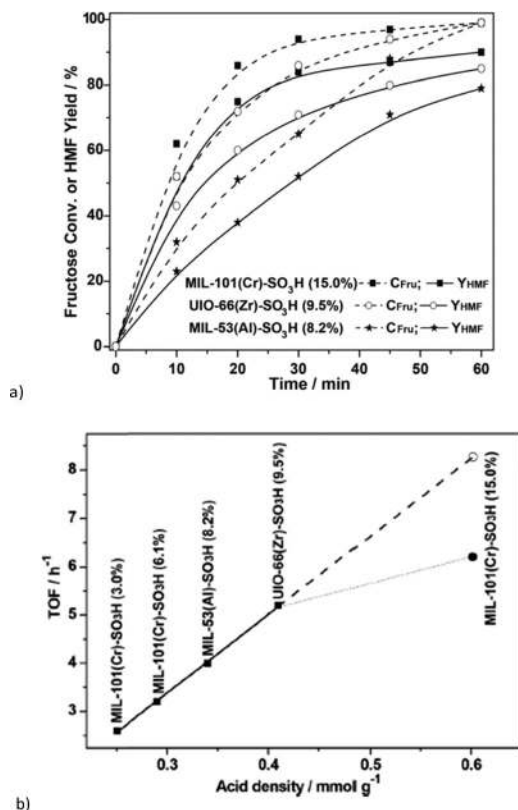 100
80
60
40
20
0
Fructose Conv. or HMF Yield / %
MIL-101(Cr)-SO3H (15.0%) CFru; YHMF
UIO-66(Zr)-SO3H (9.5%) CFru; YHMF
MIL-53(Al)-SO3H (8.2%) CFru; YHMF
0 10 20 30 40 50 60
Time / min
a)
8
7
6
5
4
3
TOF / h-1
MIL-101(Cr)-SO3H (3.0%)
MIL-101(Cr)-SO3H (6.1%)
MIL-53(Al)-SO3H (8.2%)
UIO-66(Zr)-SO3H (9.5%)
MIL-101(Cr)-SO3H (15.0%)
0.3 0.4 0.5 0.6
Acid density / mmol g-1
b)